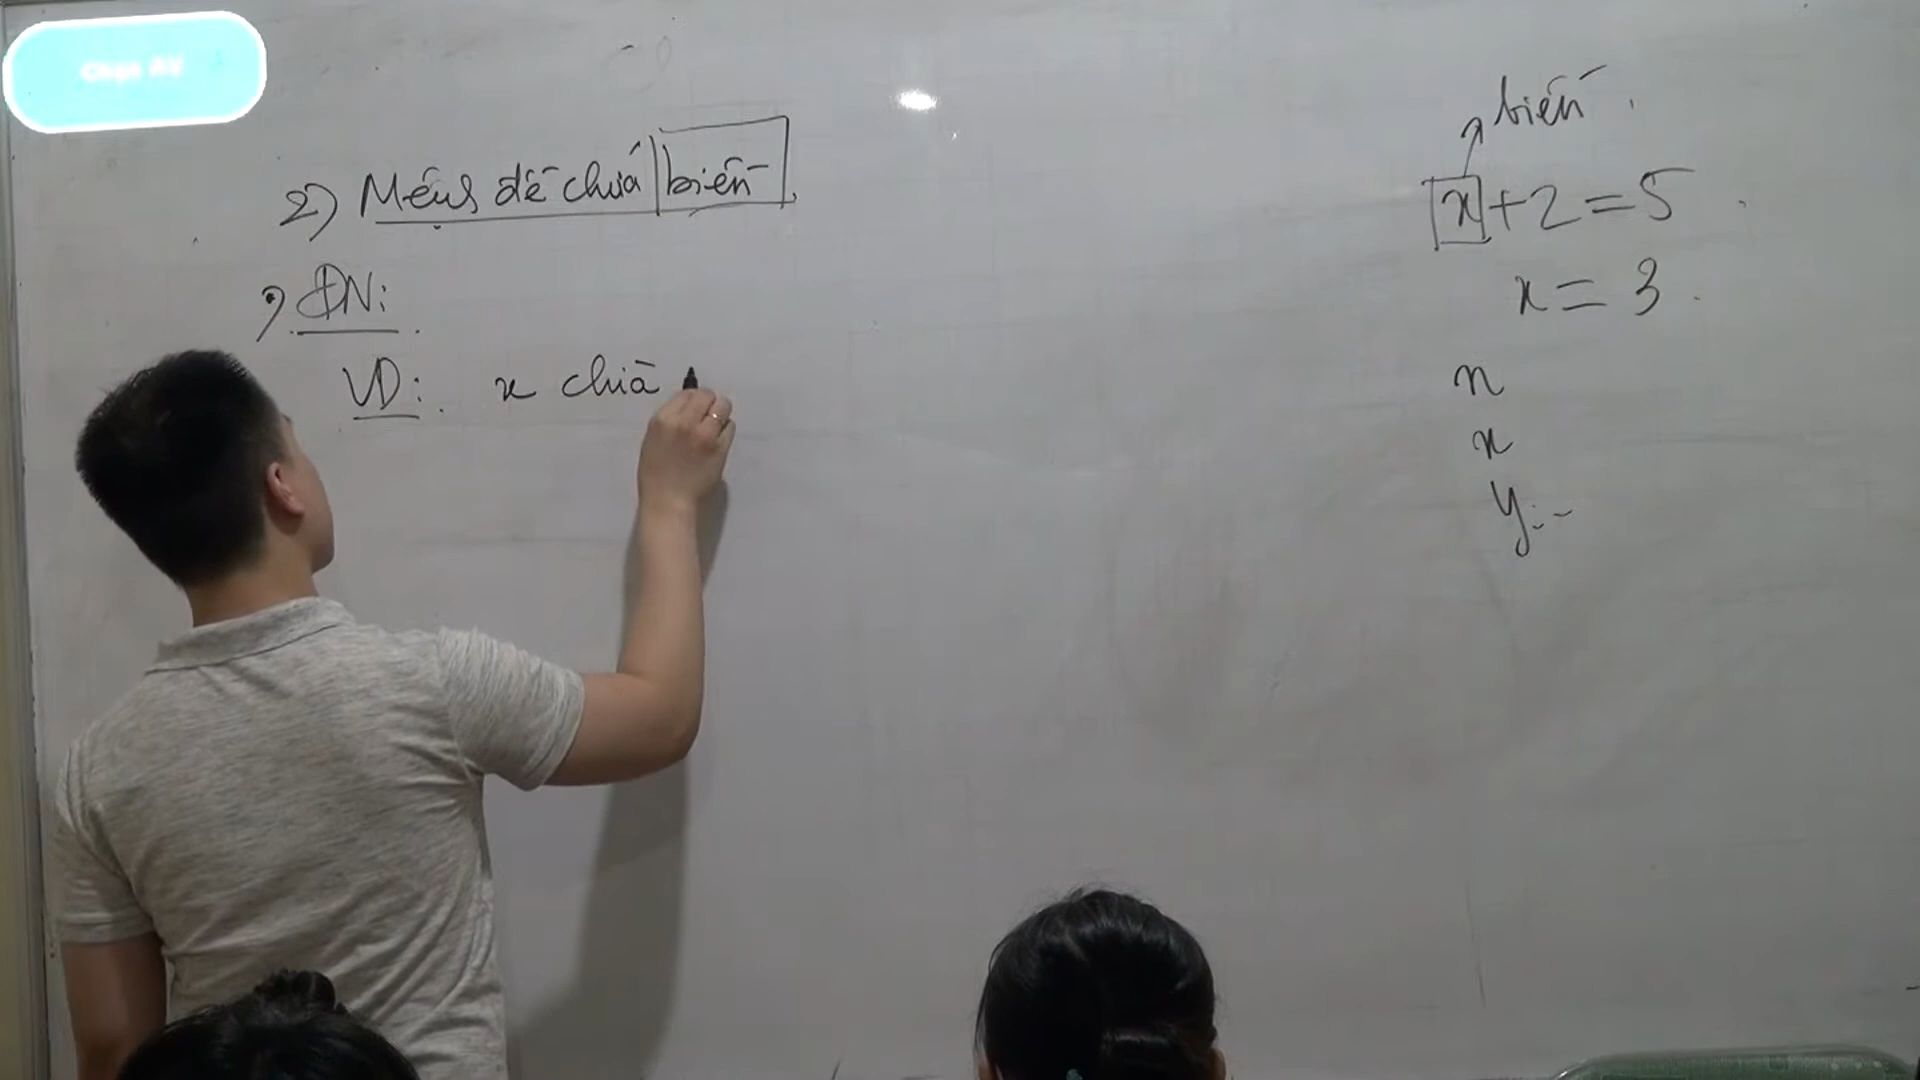 2) Mệnh đề chứa biến
ĐN:
VD: x chia
biến
x + 2 = 5
x = 3
n
x
y...